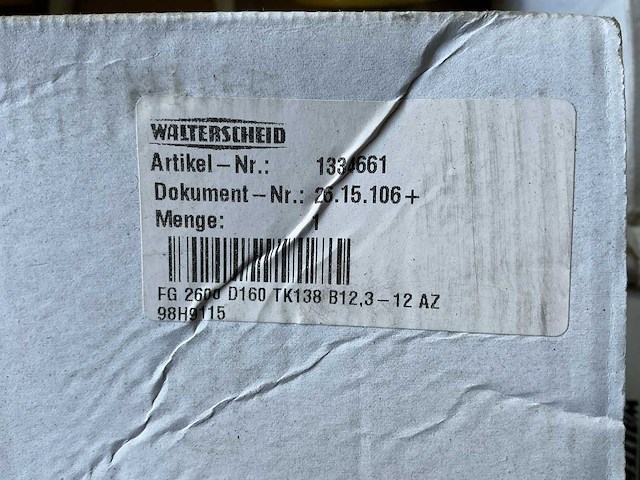 WALTERSCHEID
Artikel-Nr.: 1334661
Dokument-Nr.: 26.15.106+
Menge: 1
FG 2600 D160 TK138 B12,3-12 AZ
98H9115